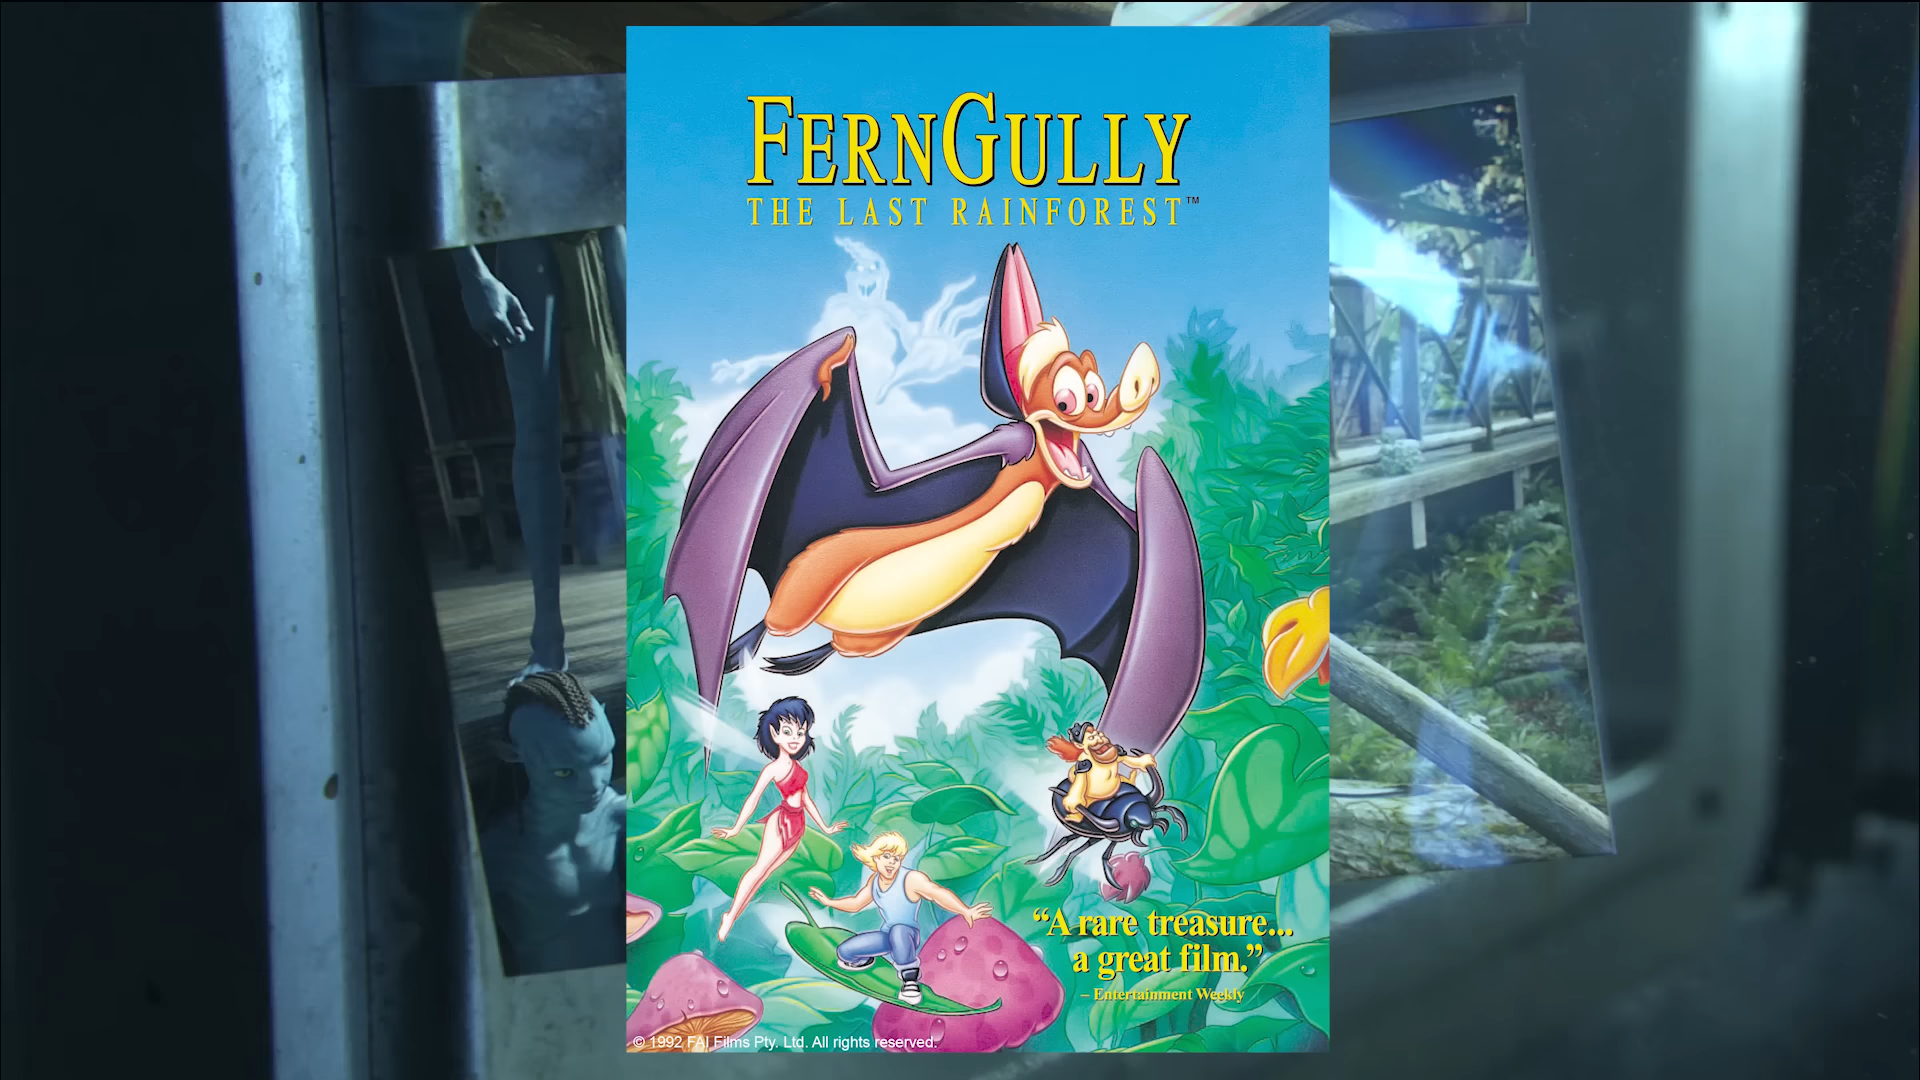 FERNGULLY
THE LAST RAINFOREST™
“A rare treasure...
a great film.”
– Entertainment Weekly
© 1992 FAI Films Pty. Ltd. All rights reserved.